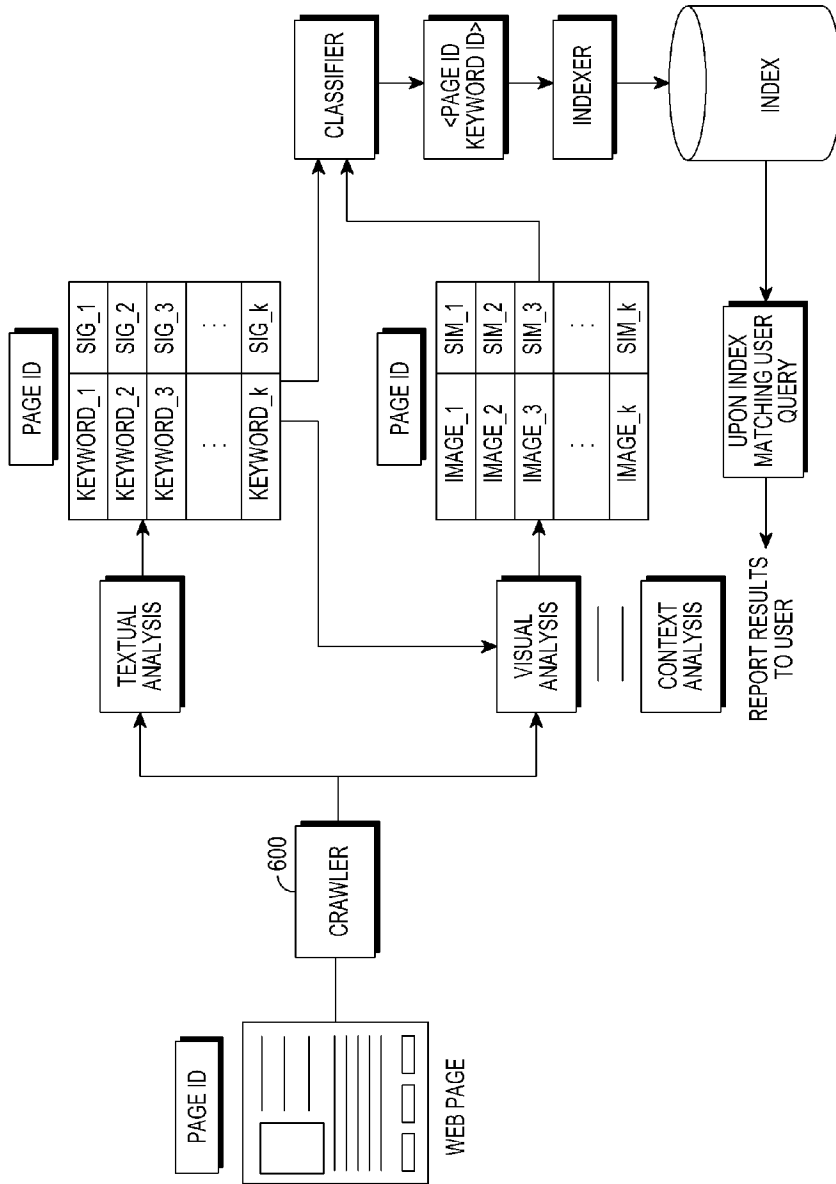 PAGE ID
WEB PAGE
600
CRAWLER
TEXTUAL
ANALYSIS
VISUAL
ANALYSIS
CONTEXT
ANALYSIS
PAGE ID
KEYWORD_1 SIG_1
KEYWORD_2 SIG_2
KEYWORD_3 SIG_3
... ...
KEYWORD_k SIG_k
PAGE ID
IMAGE_1 SIM_1
IMAGE_2 SIM_2
IMAGE_3 SIM_3
... ...
IMAGE_k SIM_k
CLASSIFIER
<PAGE ID
KEYWORD ID>
INDEXER
INDEX
UPON INDEX
MATCHING USER
QUERY
REPORT RESULTS
TO USER